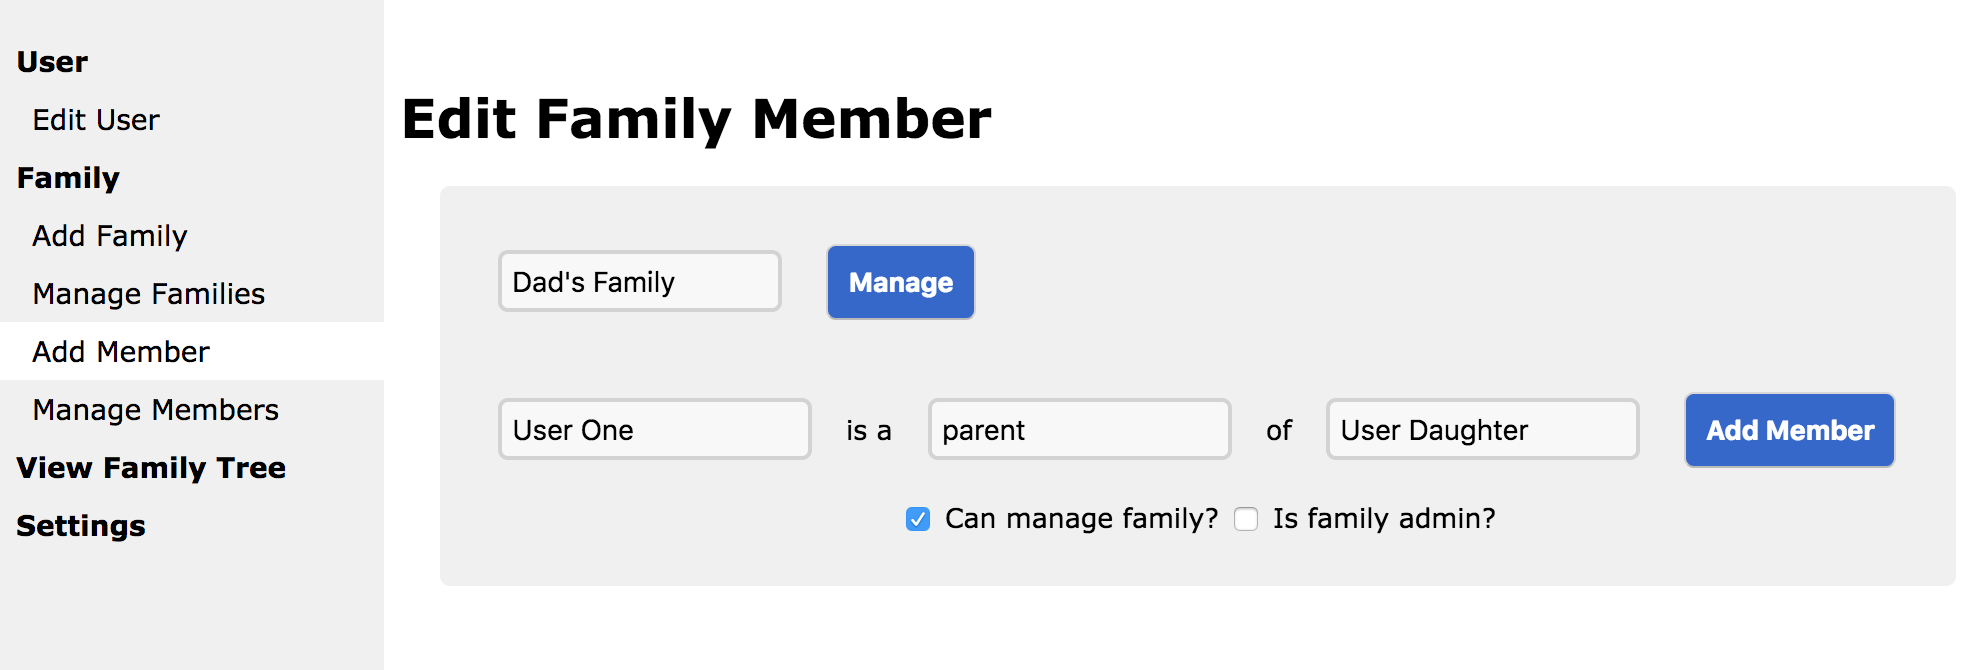 User
Edit User
Family
Add Family
Manage Families
Add Member
Manage Members
View Family Tree
Settings
Edit Family Member
Dad's Family Manage
User One is a parent of User Daughter Add Member
Can manage family? Is family admin?